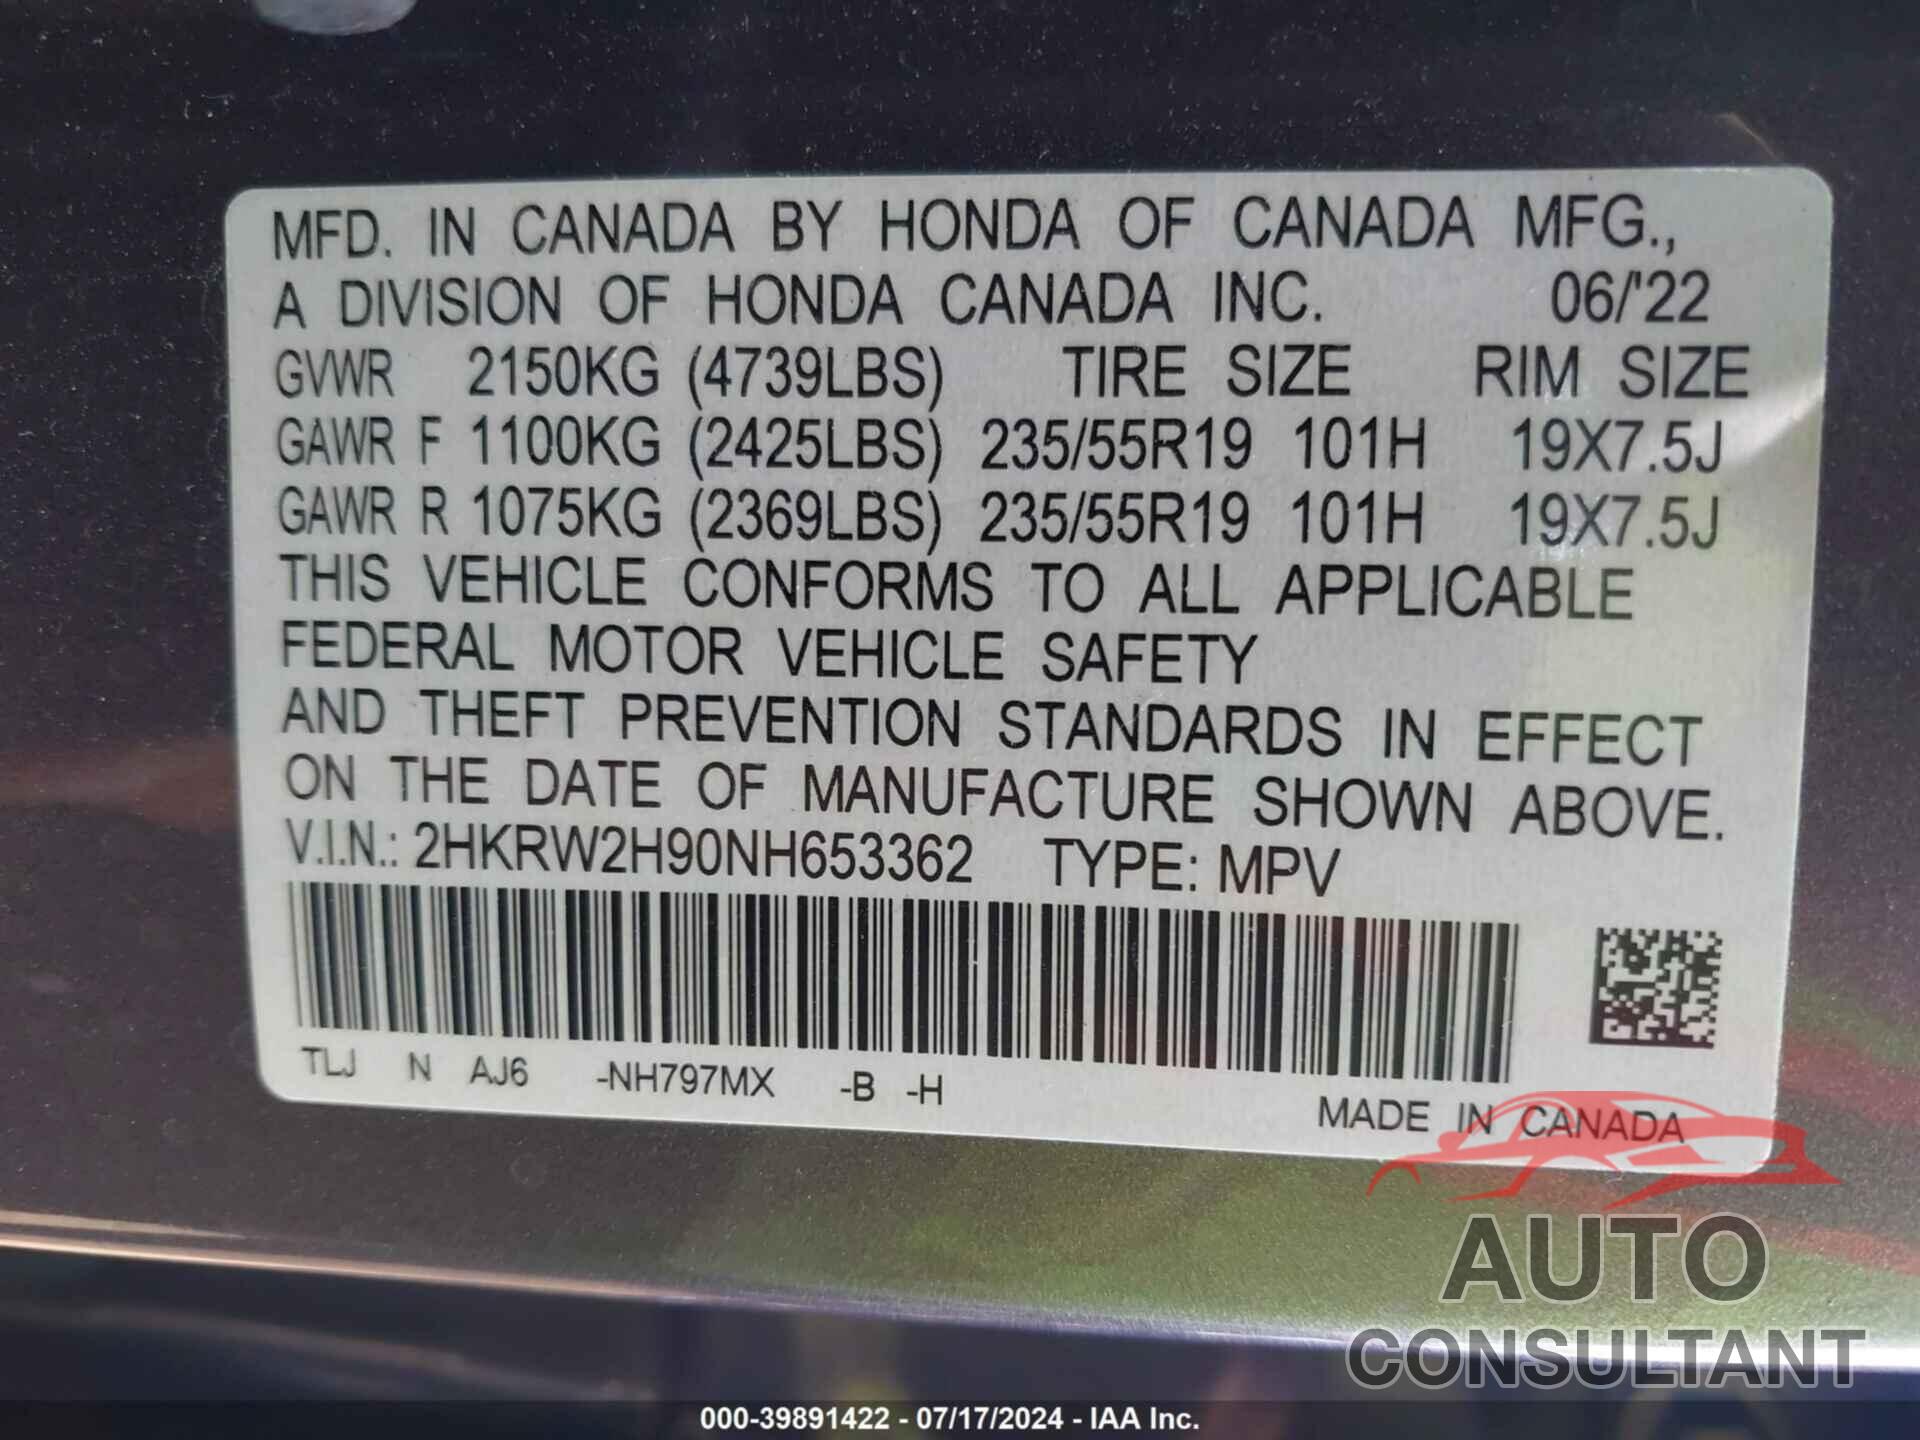 MFD. IN CANADA BY HONDA OF CANADA MFG.,
A DIVISION OF HONDA CANADA INC. 06/'22
GVWR 2150KG (4739LBS) TIRE SIZE RIM SIZE
GAWR F 1100KG (2425LBS) 235/55R19 101H 19X7.5J
GAWR R 1075KG (2369LBS) 235/55R19 101H 19X7.5J
THIS VEHICLE CONFORMS TO ALL APPLICABLE
FEDERAL MOTOR VEHICLE SAFETY
AND THEFT PREVENTION STANDARDS IN EFFECT
ON THE DATE OF MANUFACTURE SHOWN ABOVE.
V.I.N.: 2HKRW2H90NH653362 TYPE: MPV
TLJ N AJ6 -NH797MX -B -H
MADE IN CANADA
AUTO
CONSULTANT
000-39891422 - 07/17/2024 - IAA Inc.